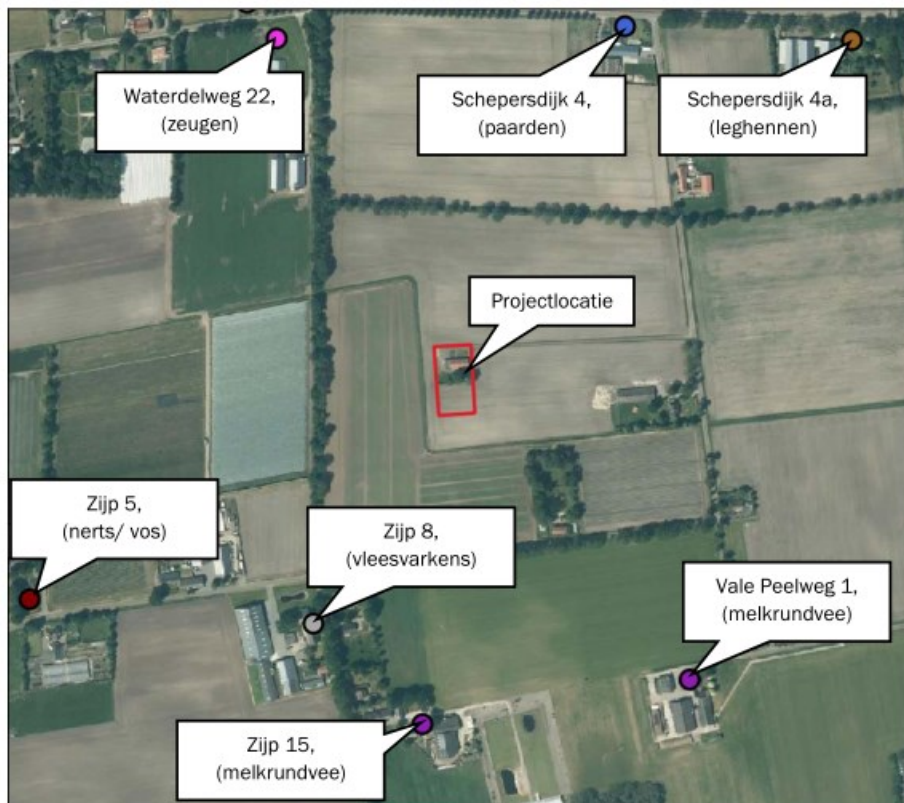 Waterdelweg 22,
(zeugen)
Schepersdijk 4,
(paarden)
Schepersdijk 4a,
(leghennen)
Projectlocatie
Zijp 5,
(nerts/ vos)
Zijp 8,
(vleesvarkens)
Vale Peelweg 1,
(melkrundvee)
Zijp 15,
(melkrundvee)